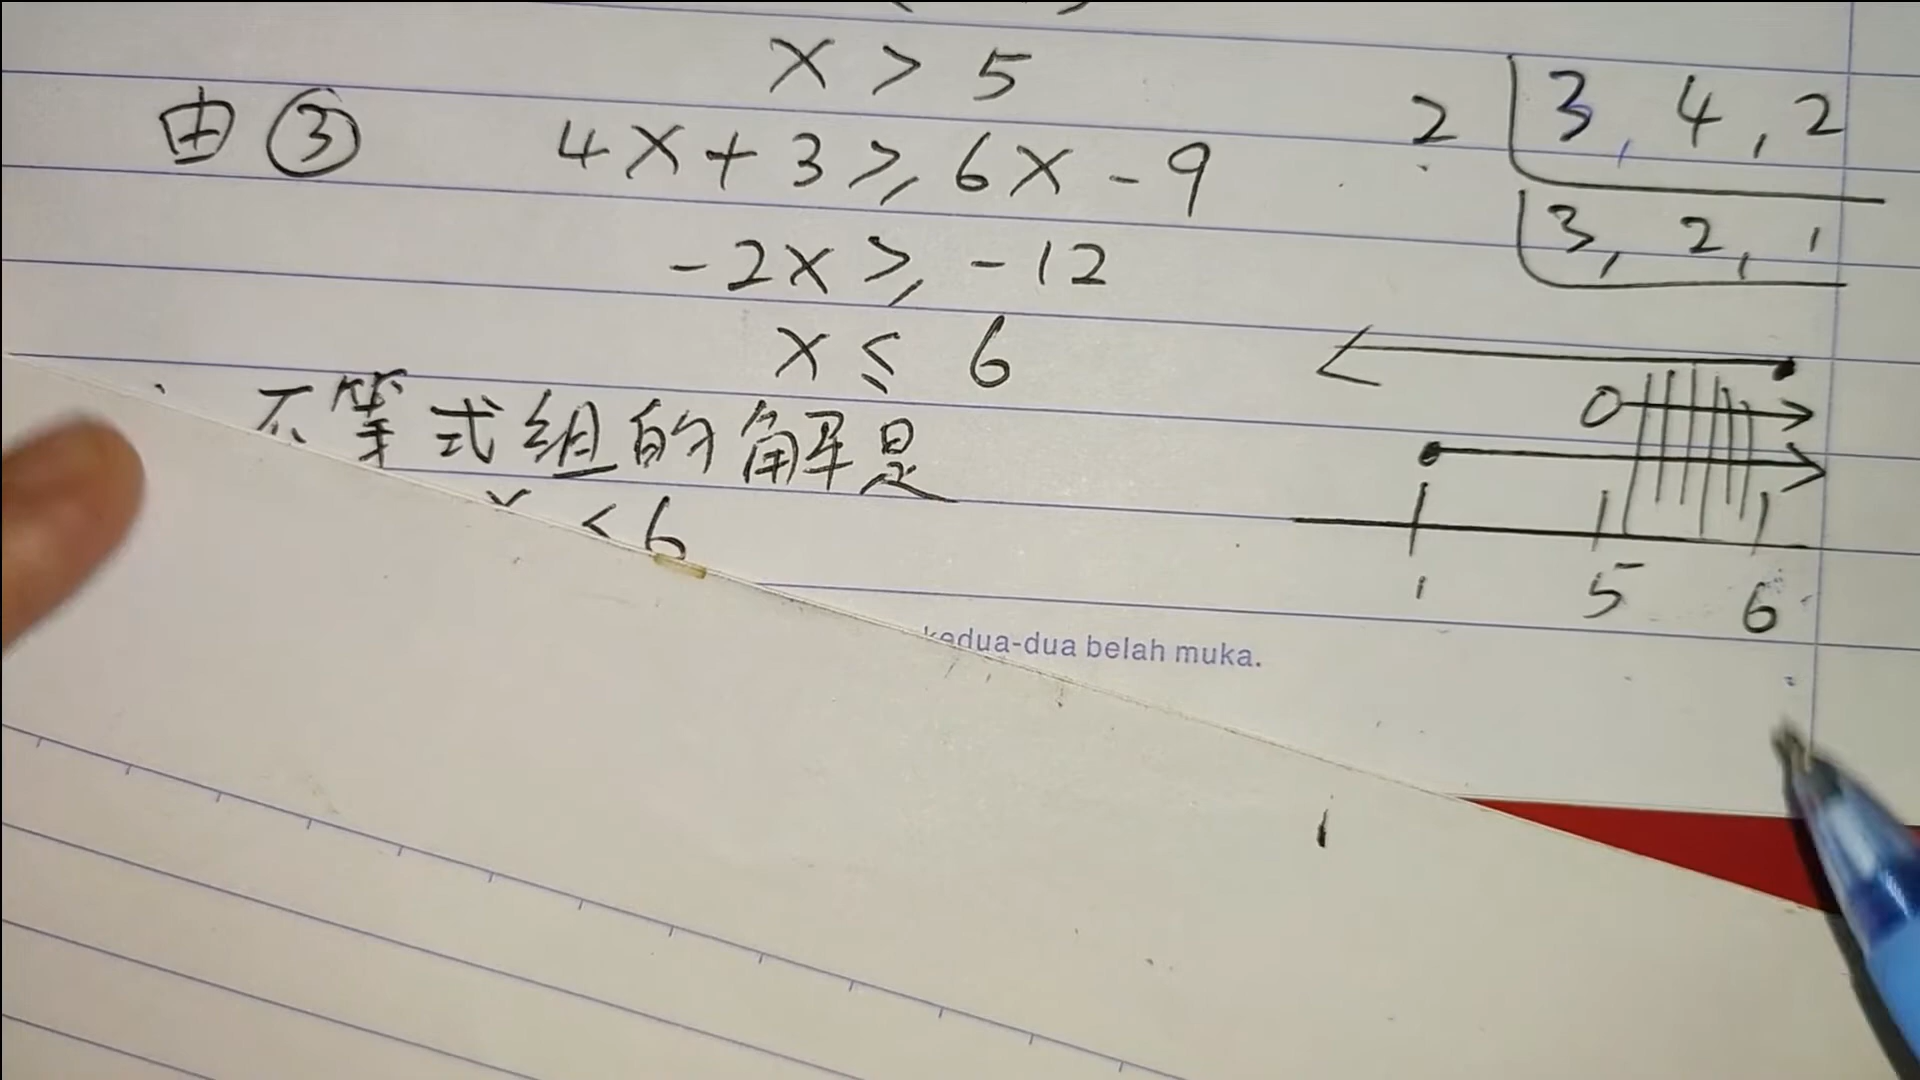 x > 5
由 ③ 4x + 3 ≥ 6x - 9
-2x ≥ -12
x ≤ 6
不等式组的解是
x < 6
2 3, 4, 2
3, 2, 1
1 5 6
kedua-dua belah muka.